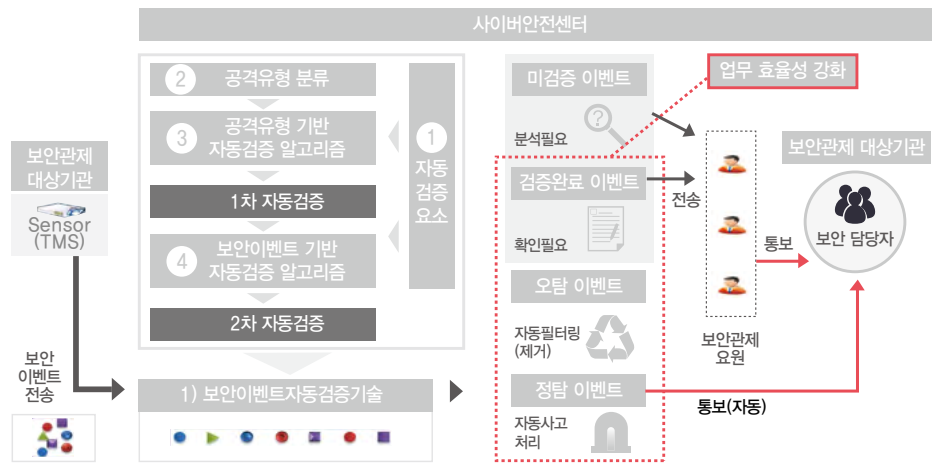 사이버안전센터
보안관제
대상기관
Sensor
(TMS)
보안
이벤트
전송
2 공격유형 분류
3 공격유형 기반
자동검증 알고리즘
1차 자동검증
4 보안이벤트 기반
자동검증 알고리즘
2차 자동검증
1
자동
검증
요소
1) 보안이벤트자동검증기술
미검증 이벤트
?
분석필요
검증완료 이벤트
확인필요
오탐 이벤트
자동필터링
(제거)
정탐 이벤트
자동사고
처리
업무 효율성 강화
전송
보안관제
요원
통보
통보(자동)
보안관제 대상기관
보안 담당자